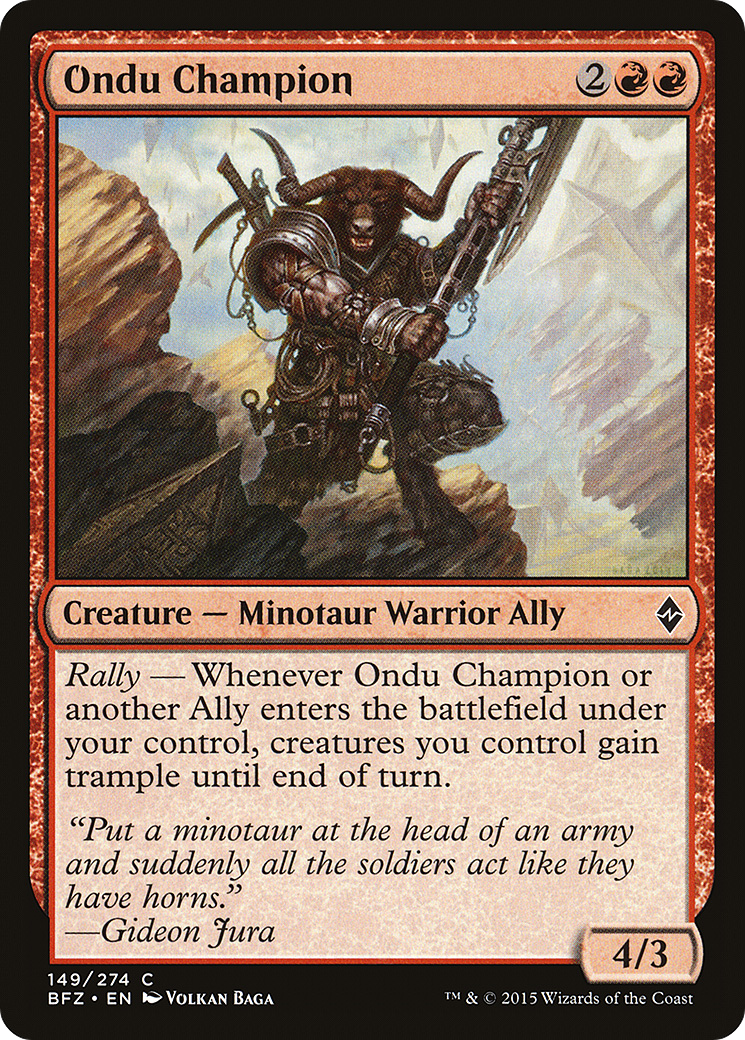 Ondu Champion 2
Creature — Minotaur Warrior Ally
Rally — Whenever Ondu Champion or
another Ally enters the battlefield under
your control, creatures you control gain
trample until end of turn.
“Put a minotaur at the head of an army
and suddenly all the soldiers act like they
have horns.”
—Gideon Jura
4/3
149/274 C
BFZ • EN Volkan Baga
™ & © 2015 Wizards of the Coast